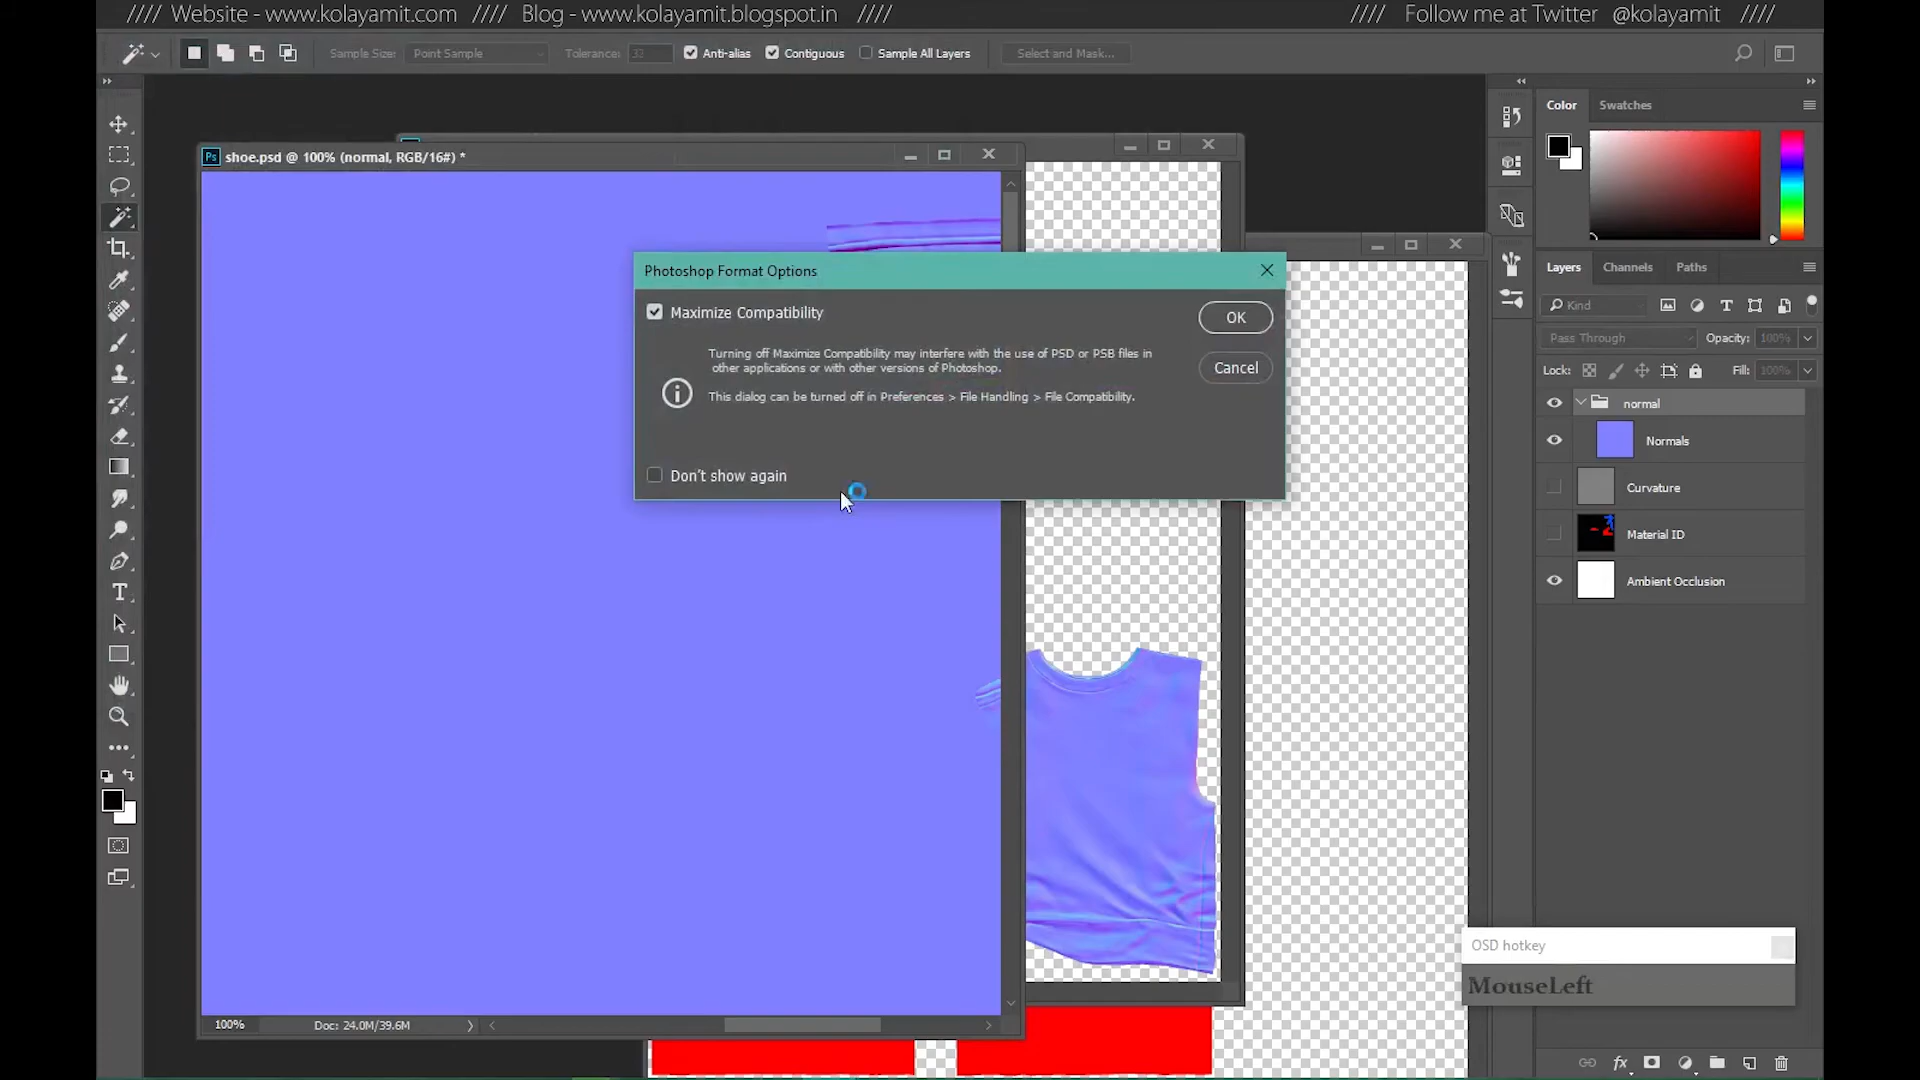 //// Website - www.kolayamit.com //// Blog - www.kolayamit.blogspot.in ////
//// Follow me at Twitter @kolayamit ////
Sample Size: Point Sample Tolerance: 33 Anti-alias Contiguous Sample All Layers Select and Mask...
Color Swatches
Ps shoe.psd @ 100% (normal, RGB/16#) *
Photoshop Format Options
Maximize Compatibility
OK
Turning off Maximize Compatibility may interfere with the use of PSD or PSB files in
other applications or with other versions of Photoshop.
Cancel
This dialog can be turned off in Preferences > File Handling > File Compatibility.
Don't show again
Layers Channels Paths
Kind
Pass Through Opacity: 100%
Lock: Fill: 100%
normal
Normals
Curvature
Material ID
Ambient Occlusion
OSD hotkey
MouseLeft
100% Doc: 24.0M/39.6M
fx